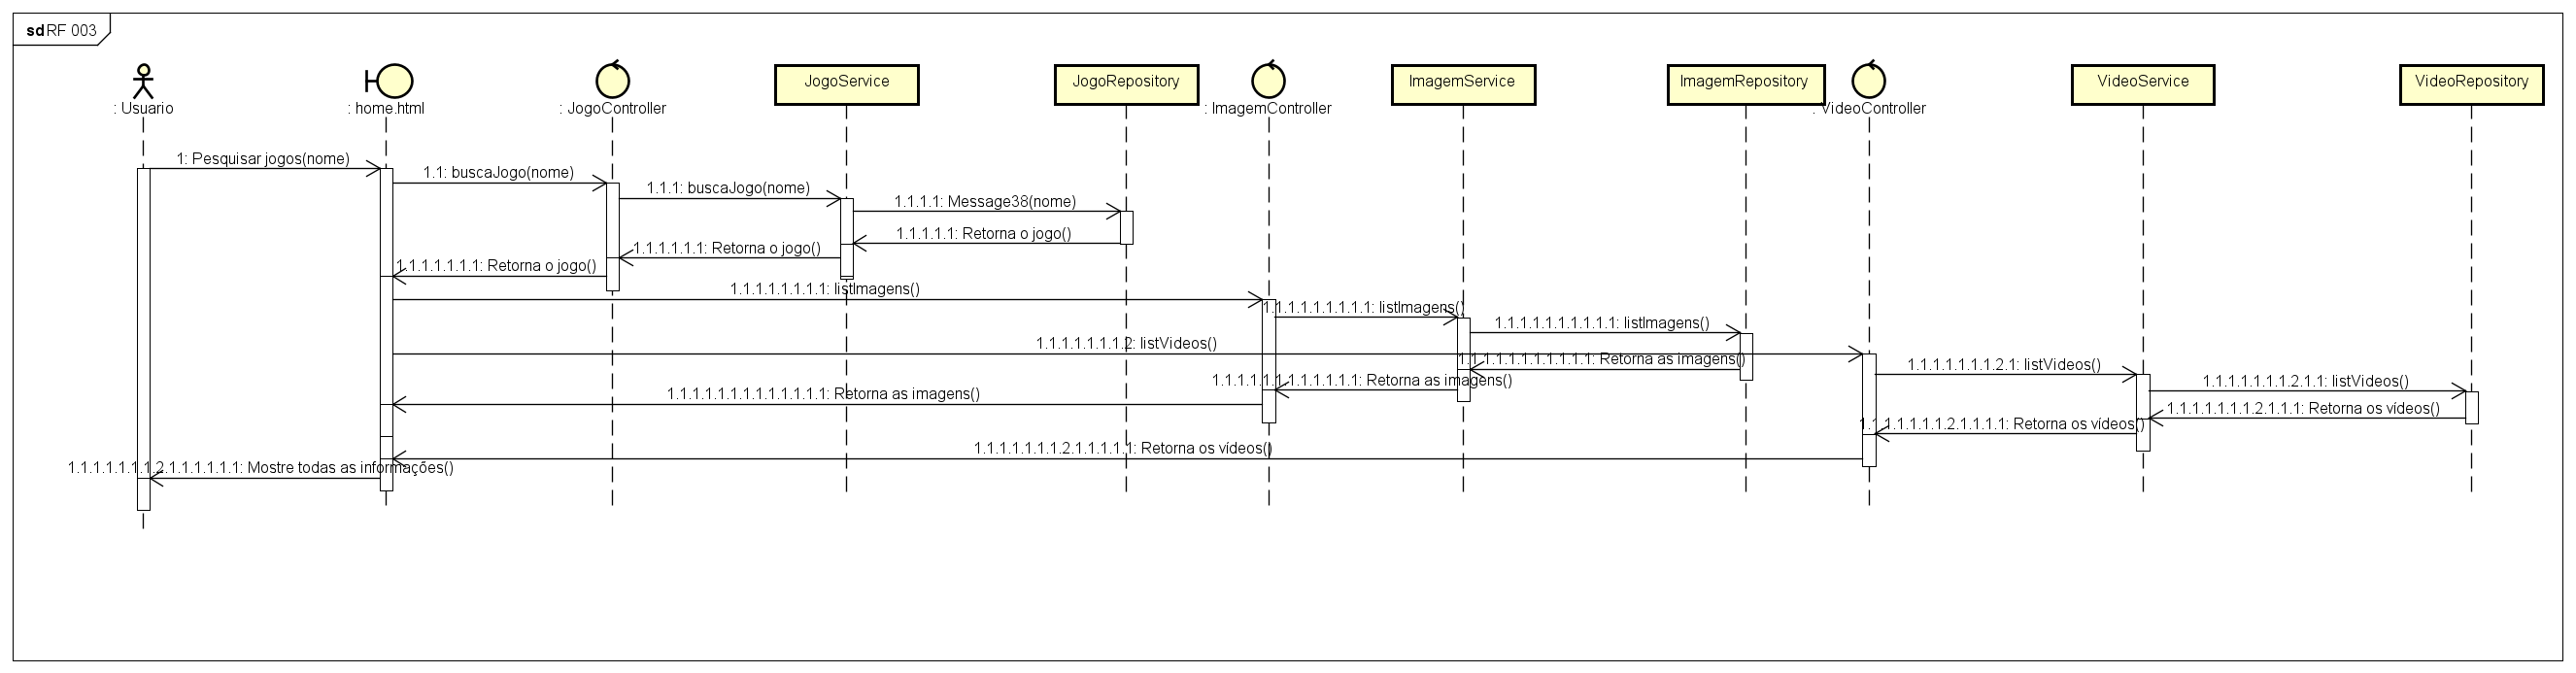 sd RF 003
: Usuario
: home.html
: JogoController
JogoService
JogoRepository
: ImagemController
ImagemService
ImagemRepository
: VideoController
VideoService
VideoRepository
1: Pesquisar jogos(nome)
1.1: buscaJogo(nome)
1.1.1: buscaJogo(nome)
1.1.1.1: Message38(nome)
1.1.1.1.1: Retorna o jogo()
1.1.1.1.1.1: Retorna o jogo()
1.1.1.1.1.1.1: Retorna o jogo()
1.1.1.1.1.1.1.1: listImagens()
1.1.1.1.1.1.1.1.1: listImagens()
1.1.1.1.1.1.1.1.1.1: listImagens()
1.1.1.1.1.1.1.2: listVideos()
1.1.1.1.1.1.1.1.1.1.1: Retorna as imagens()
1.1.1.1.1.1.1.2.1: listVideos()
1.1.1.1.1.1.1.1.1.1.1.1: Retorna as imagens()
1.1.1.1.1.1.1.2.1.1: listVideos()
1.1.1.1.1.1.1.1.1.1.1.1.1: Retorna as imagens()
1.1.1.1.1.1.1.2.1.1.1: Retorna os vídeos()
1.1.1.1.1.1.1.2.1.1.1.1: Retorna os vídeos()
1.1.1.1.1.1.1.2.1.1.1.1.1: Retorna os vídeos()
1.1.1.1.1.1.1.2.1.1.1.1.1.1: Mostre todas as informações()